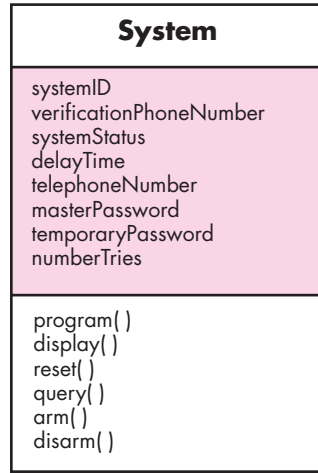 System
systemID
verificationPhoneNumber
systemStatus
delayTime
telephoneNumber
masterPassword
temporaryPassword
numberTries
program( )
display( )
reset( )
query( )
arm( )
disarm( )